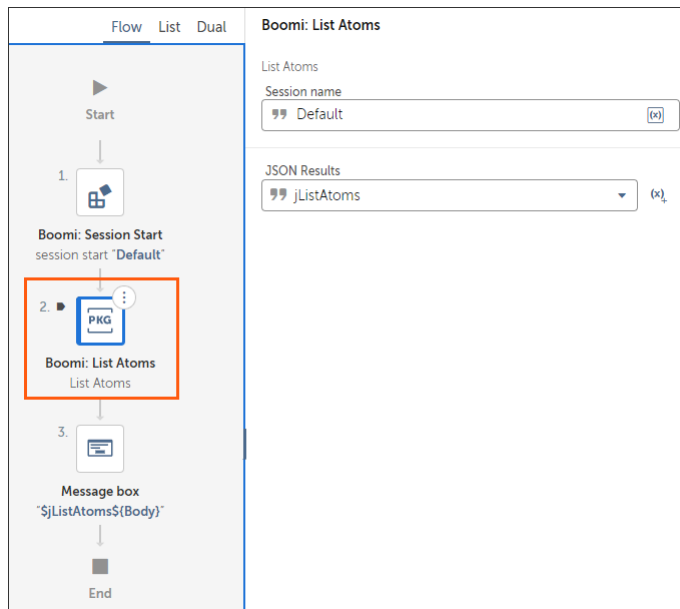 Flow List Dual
Start
1.
Boomi: Session Start
session start "Default"
2.
PKG
Boomi: List Atoms
List Atoms
3.
Message box
"$jListAtoms${Body}"
End
Boomi: List Atoms
List Atoms
Session name
Default
(x)
JSON Results
jListAtoms
(x)+